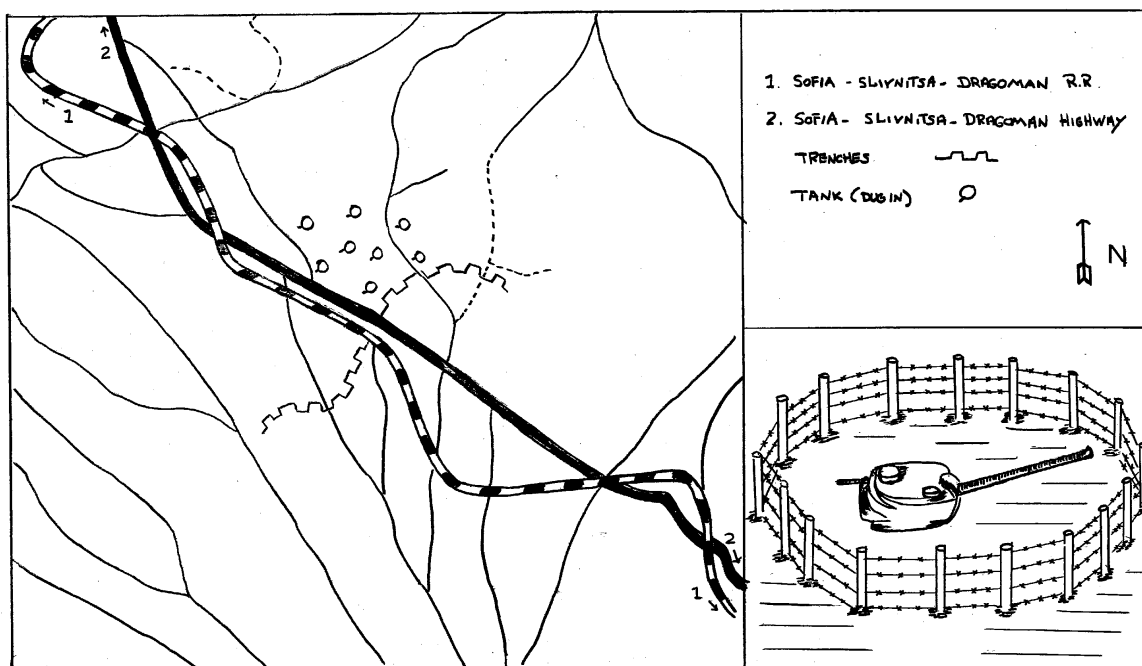 2
1
1. SOFIA - SLIVNITSA - DRAGOMAN R.R.
2. SOFIA - SLIVNITSA - DRAGOMAN HIGHWAY
TRENCHES
TANK (DUG IN)
N
2
1